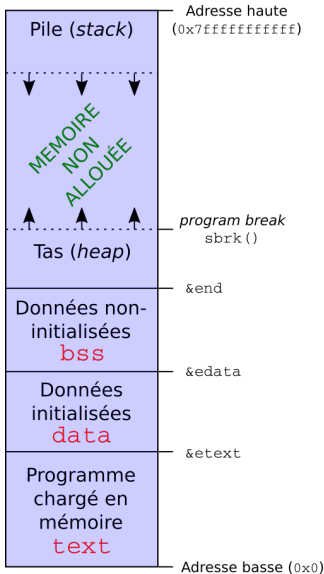 Adresse haute
(0x7fffffffffff)
Pile (stack)
MEMOIRE
NON
ALLOUÉE
program break
sbrk()
Tas (heap)
&end
Données non-
initialisées
bss
&edata
Données
initialisées
data
&etext
Programme
chargé en
mémoire
text
Adresse basse (0x0)